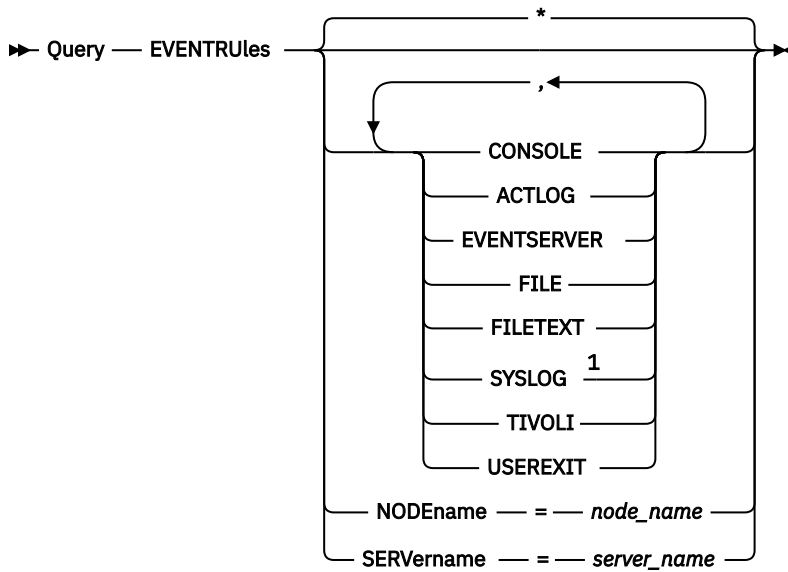 *
Query EVENTRUles
,
CONSOLE
ACTLOG
EVENTSERVER
FILE
FILETEXT
SYSLOG 1
TIVOLI
USEREXIT
NODEname = node_name
SERVername = server_name